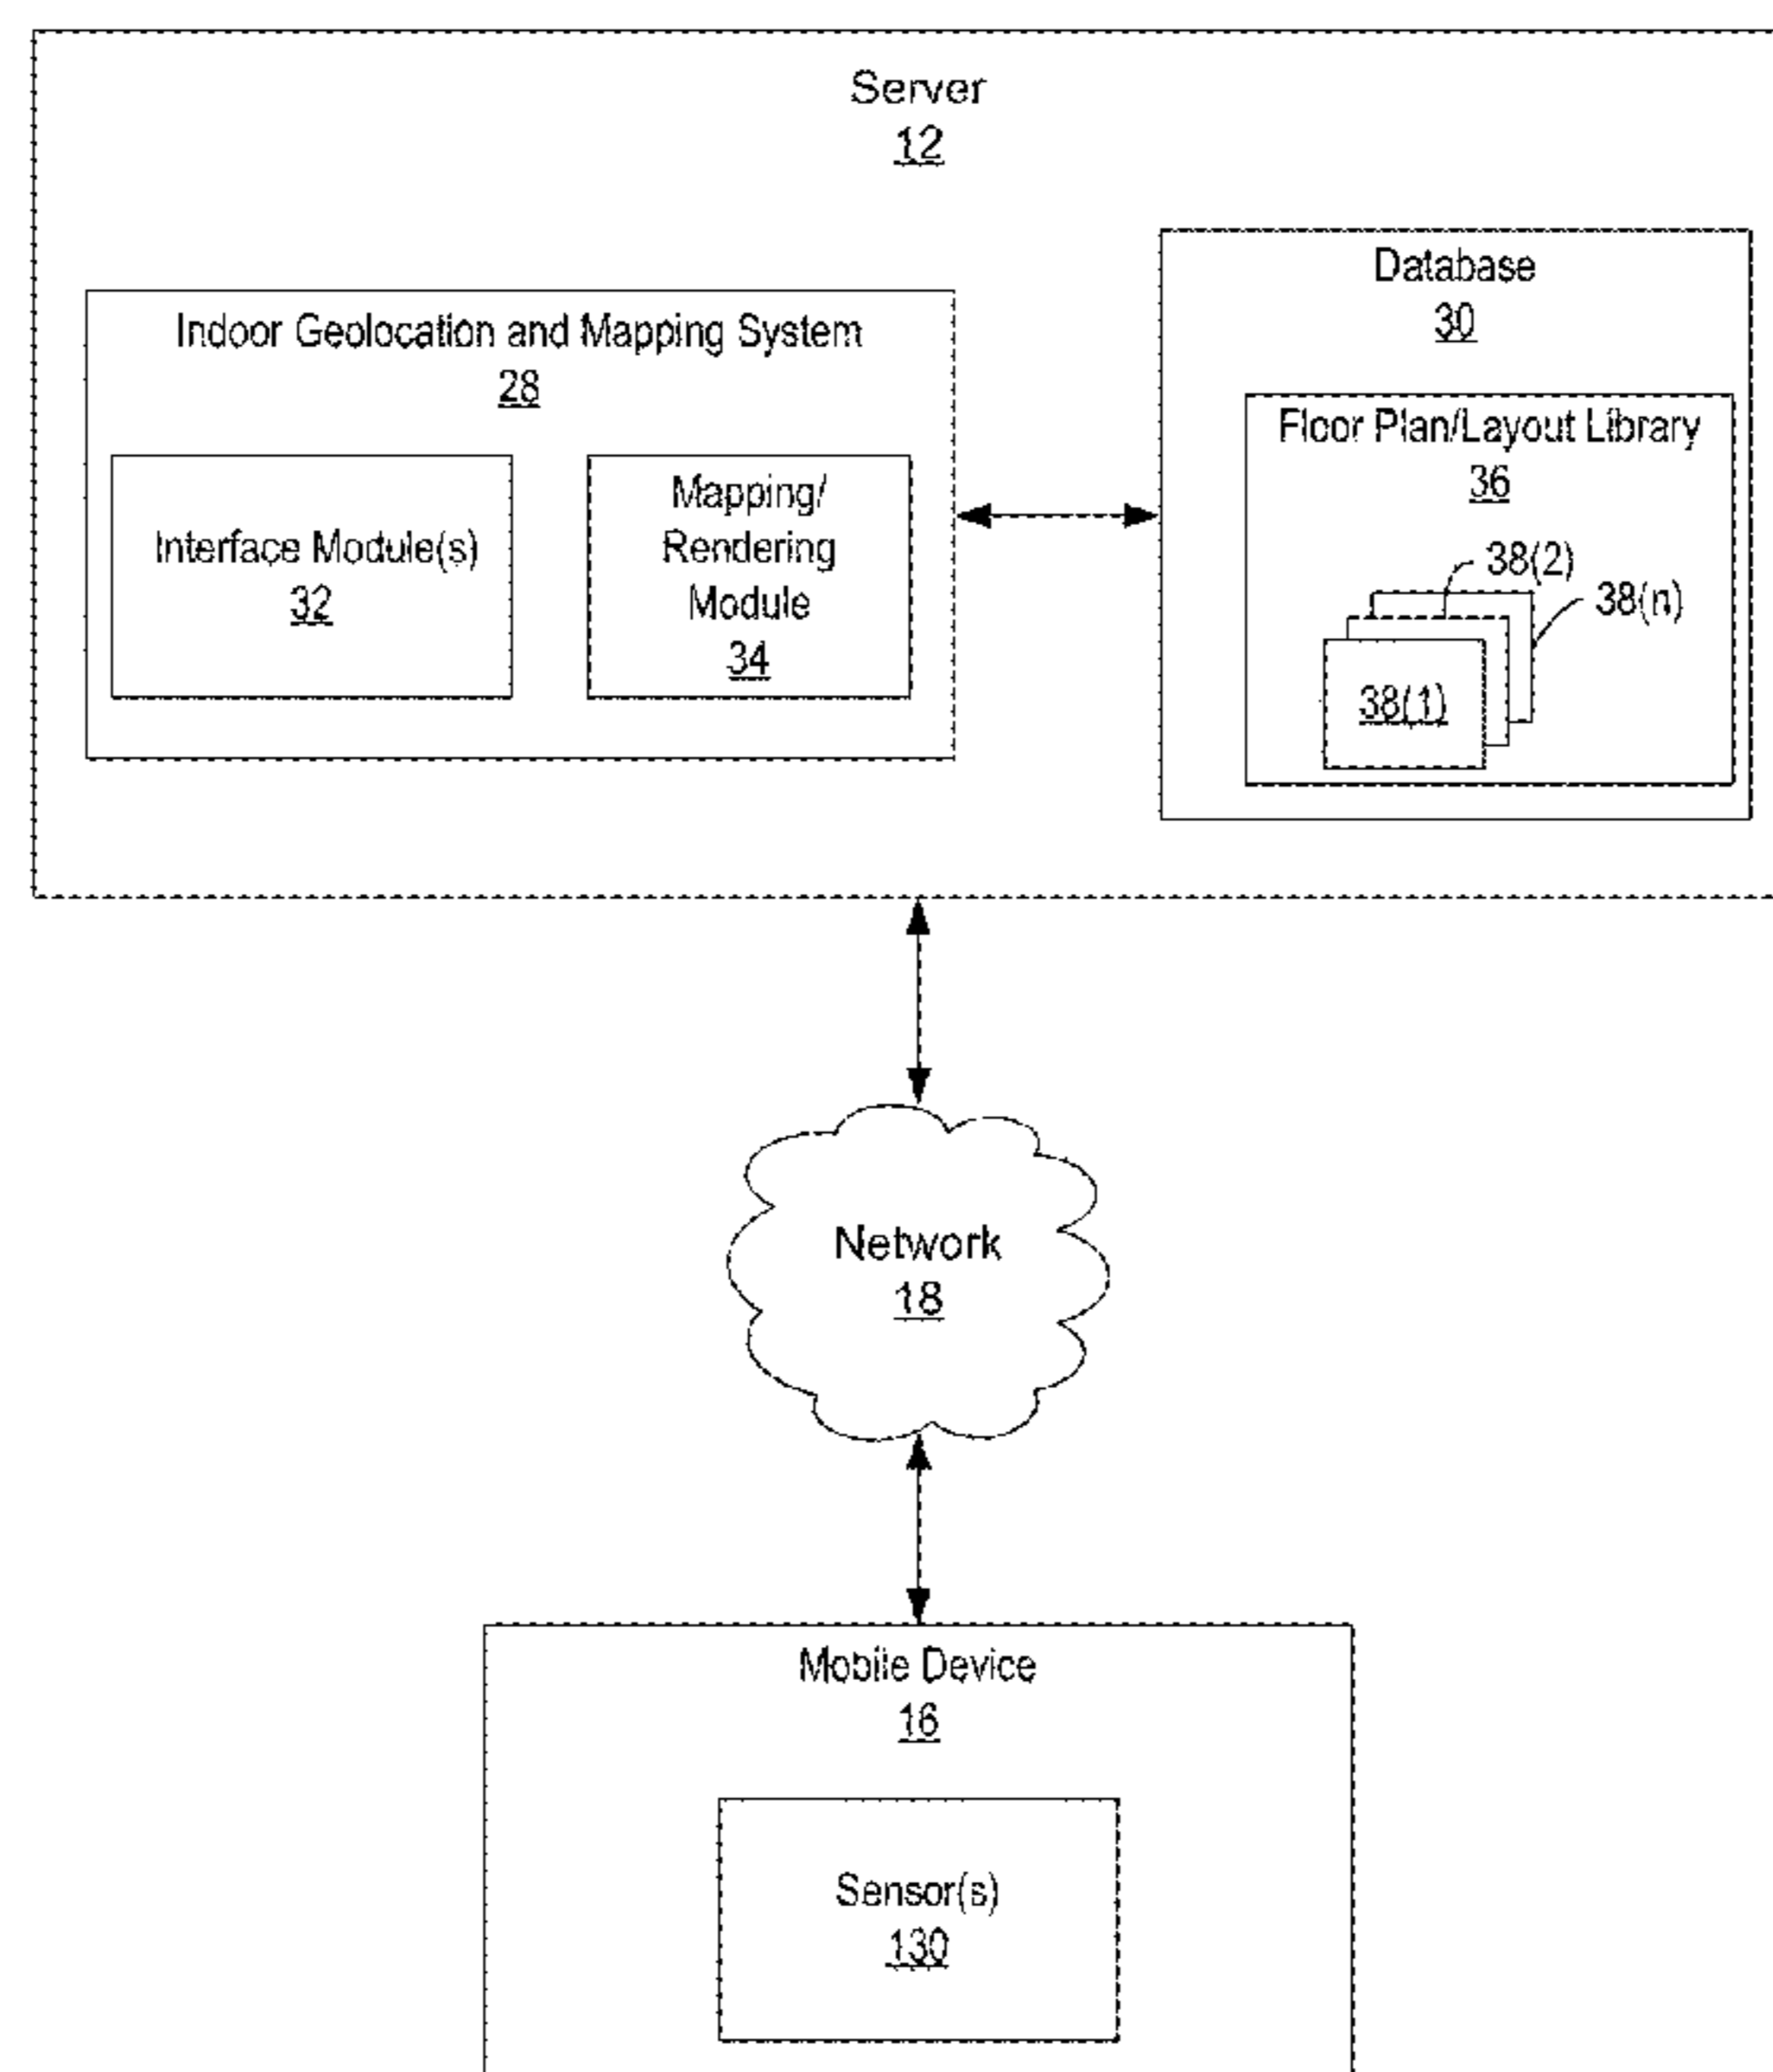 Server
12
Indoor Geolocation and Mapping System
28
Interface Module(s)
32
Mapping/
Rendering
Module
34
Database
30
Floor Plan/Layout Library
36
38(2)
38(n)
38(1)
Network
18
Mobile Device
16
Sensor(s)
130